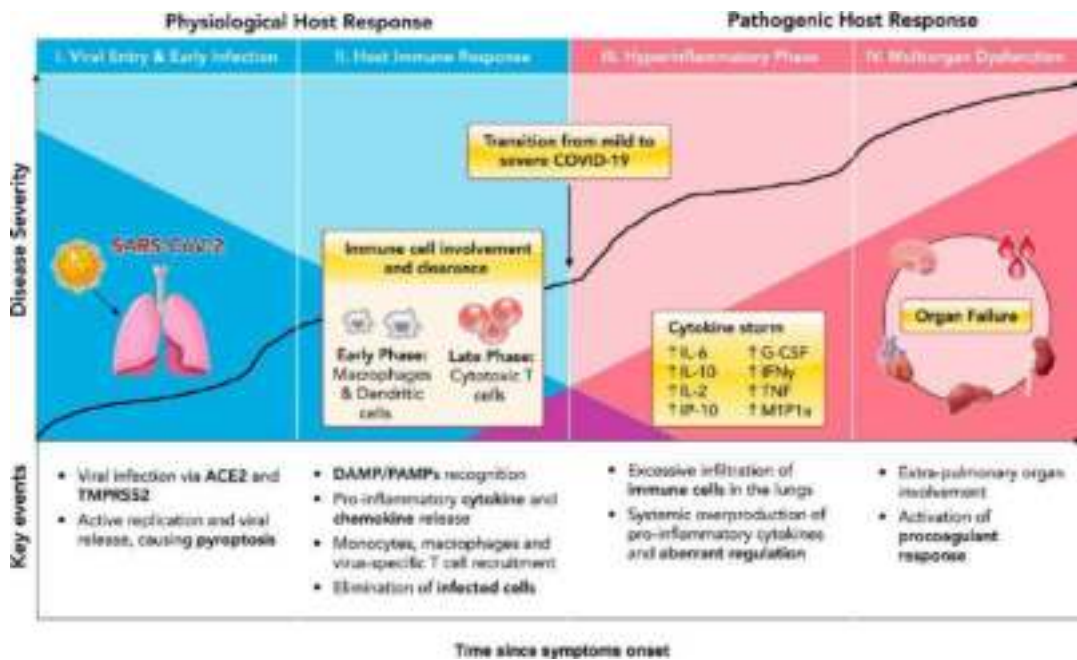 Physiological Host Response
Pathogenic Host Response
I. Viral Entry & Early Infection
II. Host Immune Response
III. Hyperinflammatory Phase
IV. Multiorgan Dysfunction
Disease Severity
Transition from mild to
severe COVID-19
SARS-CoV-2
Immune cell involvement
and clearance
Early Phase:
Macrophages
& Dendritic
cells
Late Phase:
Cytotoxic T
cells
Cytokine storm
↑ IL-6
↑ IL-10
↑ IL-2
↑ IP-10
↑ G-CSF
↑ IFNγ
↑ TNF
↑ M1P1α
Organ Failure
Key events
• Viral infection via ACE2 and
TMPRSS2
• Active replication and viral
release, causing pyroptosis
• DAMP/PAMPs recognition
• Pro-inflammatory cytokine and
chemokine release
• Monocytes, macrophages and
virus-specific T cell recruitment
• Elimination of infected cells
• Excessive infiltration of
immune cells in the lungs
• Systemic overproduction of
pro-inflammatory cytokines
and aberrant regulation
• Extra-pulmonary organ
involvement
• Activation of
procoagulant
response
Time since symptoms onset